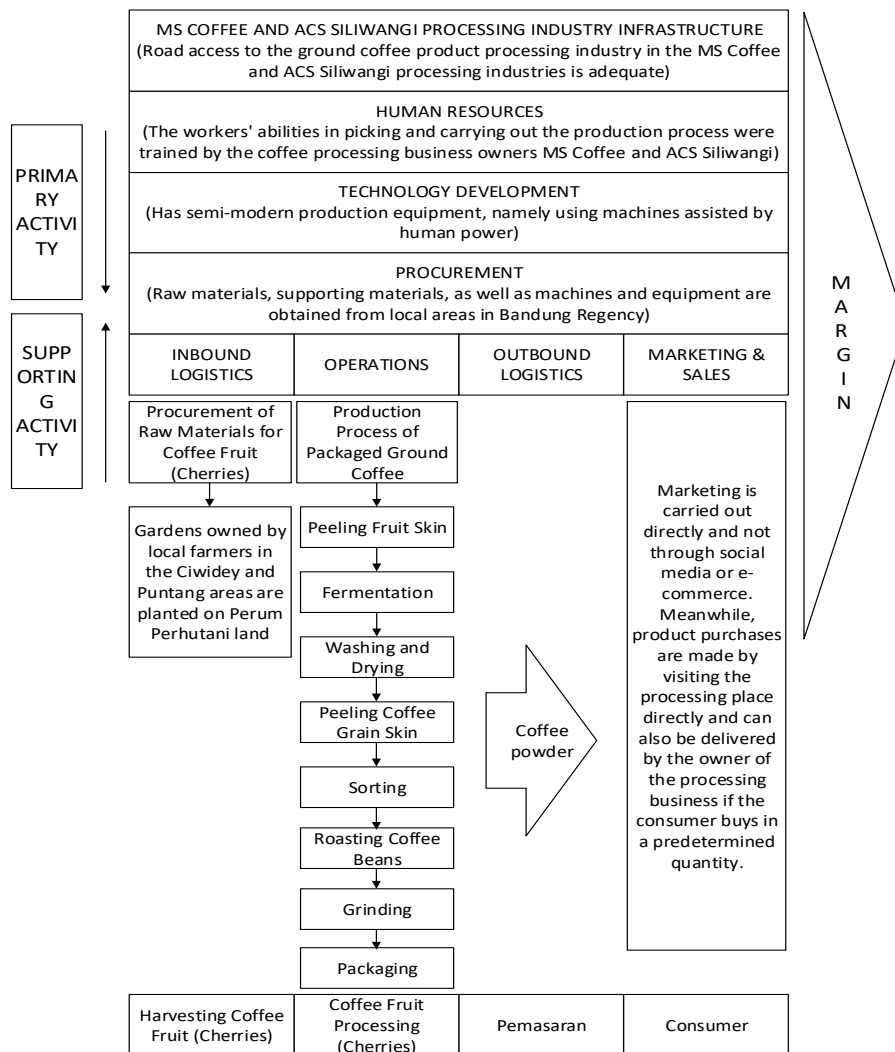 MS COFFEE AND ACS SILIWANGI PROCESSING INDUSTRY INFRASTRUCTURE
(Road access to the ground coffee product processing industry in the MS Coffee
and ACS Siliwangi processing industries is adequate)
HUMAN RESOURCES
(The workers' abilities in picking and carrying out the production process were
trained by the coffee processing business owners MS Coffee and ACS Siliwangi)
TECHNOLOGY DEVELOPMENT
(Has semi-modern production equipment, namely using machines assisted by
human power)
PROCUREMENT
(Raw materials, supporting materials, as well as machines and equipment are
obtained from local areas in Bandung Regency)
PRIMA
RY
ACTIVI
TY
SUPP
ORTIN
G
ACTIVI
TY
INBOUND
LOGISTICS
OPERATIONS
OUTBOUND
LOGISTICS
MARKETING &
SALES
M
A
R
G
I
N
Procurement of
Raw Materials for
Coffee Fruit
(Cherries)
Gardens owned by
local farmers in
the Ciwidey and
Puntang areas are
planted on Perum
Perhutani land
Production
Process of
Packaged Ground
Coffee
Peeling Fruit Skin
Fermentation
Washing and
Drying
Peeling Coffee
Grain Skin
Sorting
Roasting Coffee
Beans
Grinding
Packaging
Coffee
powder
Marketing is
carried out
directly and not
through social
media or e-
commerce.
Meanwhile,
product purchases
are made by
visiting the
processing place
directly and can
also be delivered
by the owner of
the processing
business if the
consumer buys in
a predetermined
quantity.
Harvesting Coffee
Fruit (Cherries)
Coffee Fruit
Processing
(Cherries)
Pemasaran
Consumer